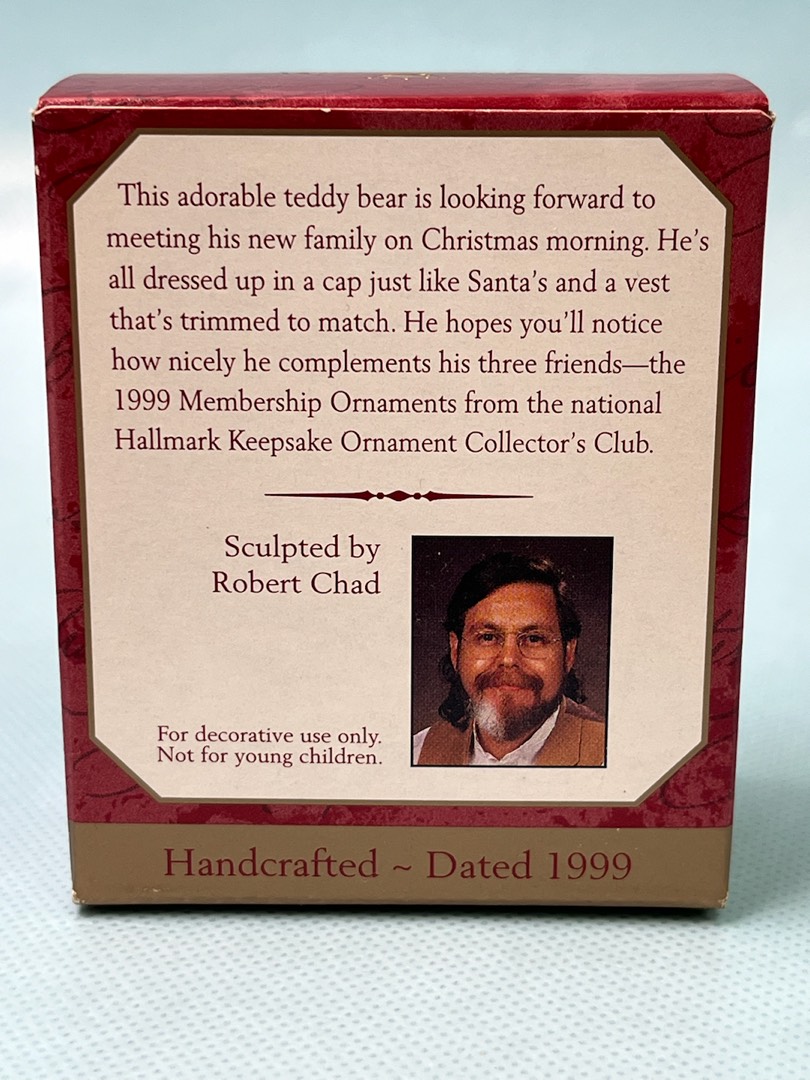 This adorable teddy bear is looking forward to
meeting his new family on Christmas morning. He's
all dressed up in a cap just like Santa's and a vest
that's trimmed to match. He hopes you'll notice
how nicely he complements his three friends—the
1999 Membership Ornaments from the national
Hallmark Keepsake Ornament Collector's Club.
Sculpted by
Robert Chad
For decorative use only.
Not for young children.
Handcrafted ~ Dated 1999